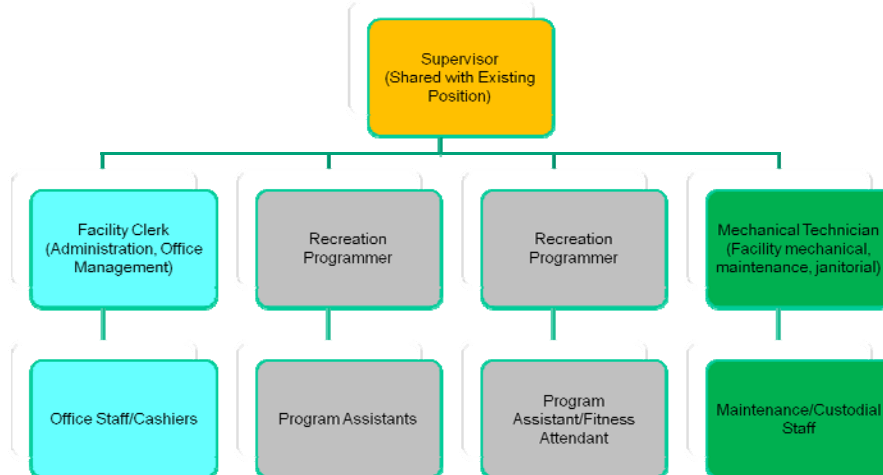 Supervisor
(Shared with Existing
Position)
Facility Clerk
(Administration, Office
Management)
Recreation
Programmer
Recreation
Programmer
Mechanical Technician
(Facility mechanical,
maintenance, janitorial)
Office Staff/Cashiers
Program Assistants
Program
Assistant/Fitness
Attendant
Maintenance/Custodial
Staff